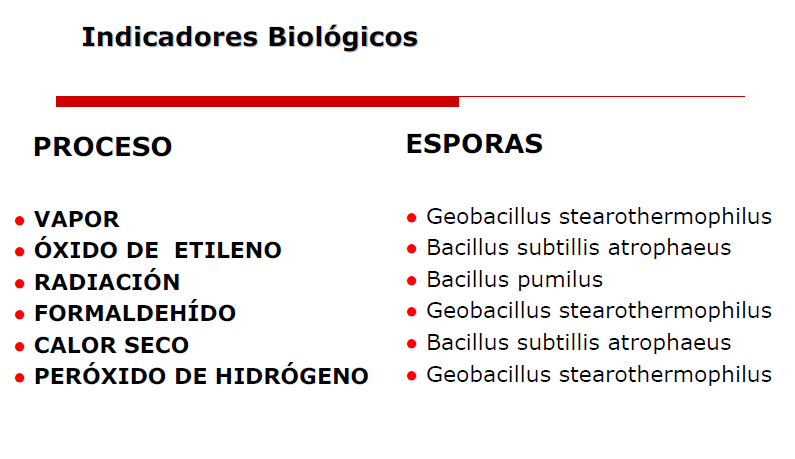 Indicadores Biológicos
PROCESO
VAPOR
ÓXIDO DE  ETILENO
RADIACIÓN
FORMALDEHÍDO
CALOR SECO
PERÓXIDO DE HIDRÓGENO
ESPORAS
Geobacillus stearothermophilus
Bacillus subtillis atrophaeus
Bacillus pumilus
Geobacillus stearothermophilus
Bacillus subtillis atrophaeus
Geobacillus stearothermophilus